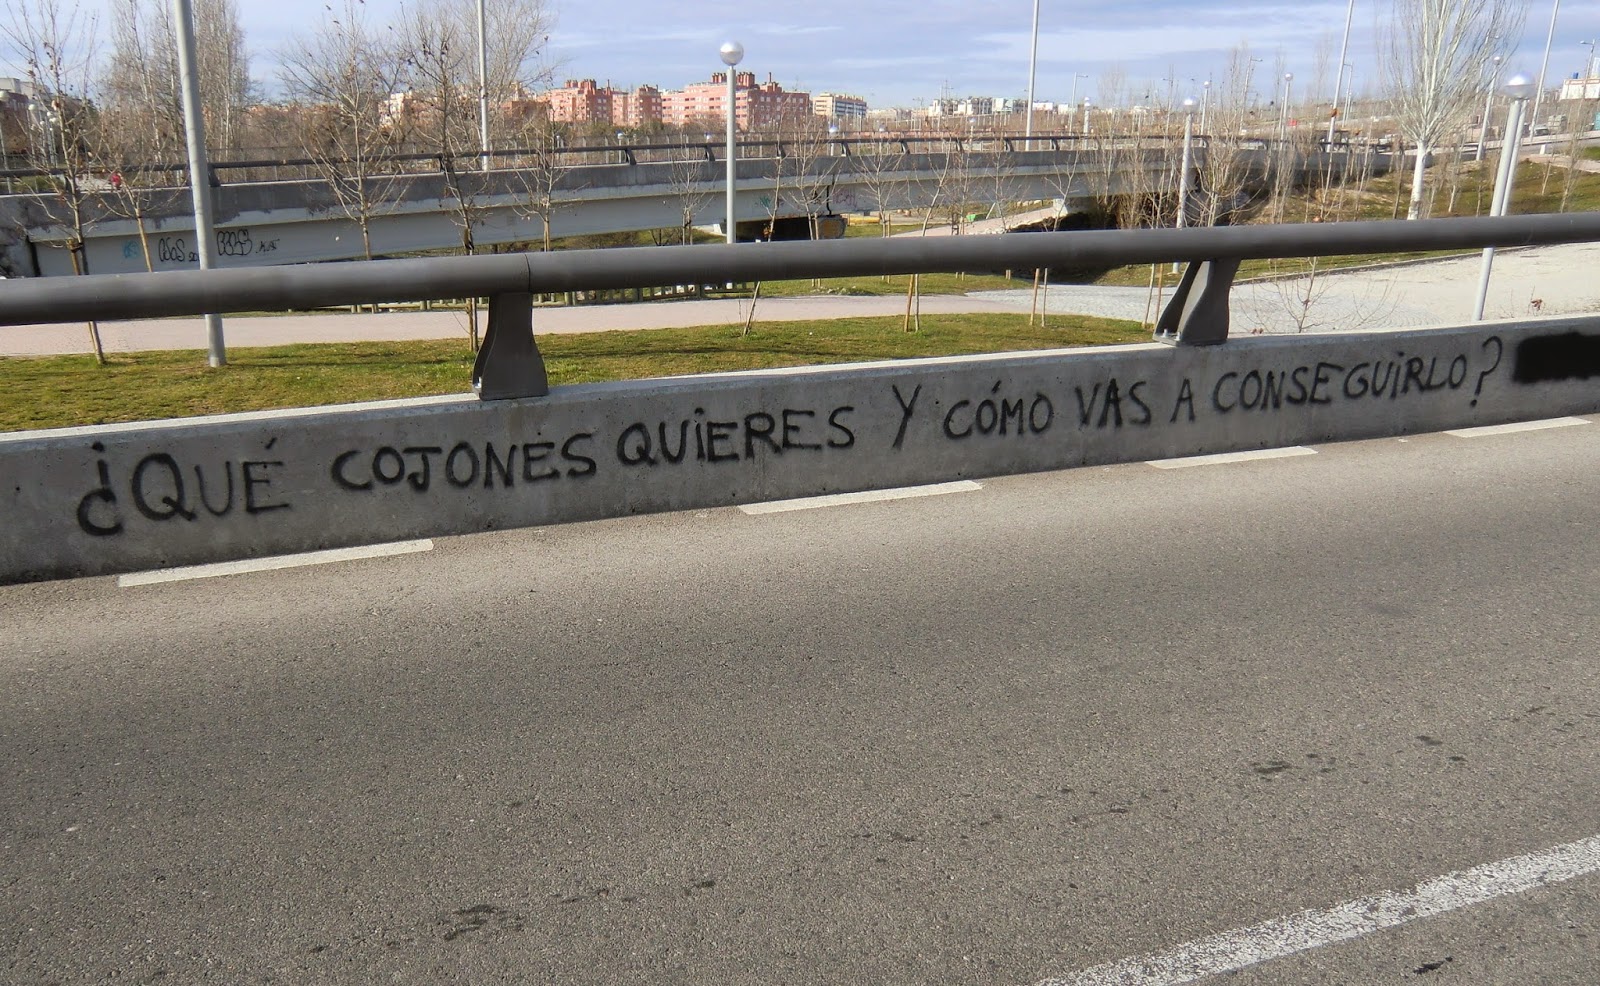 ¿QUÉ COJONES QUIERES Y CÓMO VAS A CONSEGUIRLO?